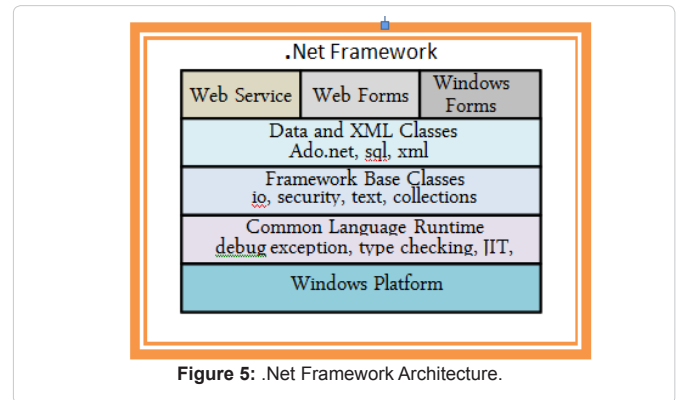 .Net Framework
Web Service
Web Forms
Windows
Forms
Data and XML Classes
Ado.net, sql, xml
Framework Base Classes
io, security, text, collections
Common Language Runtime
debug exception, type checking, JIT,
Windows Platform
Figure 5: .Net Framework Architecture.